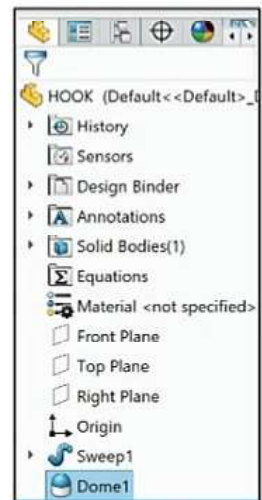 HOOK (Default<<Default>_
History
Sensors
Design Binder
Annotations
Solid Bodies(1)
Equations
Material <not specified>
Front Plane
Top Plane
Right Plane
Origin
Sweep1
Dome1